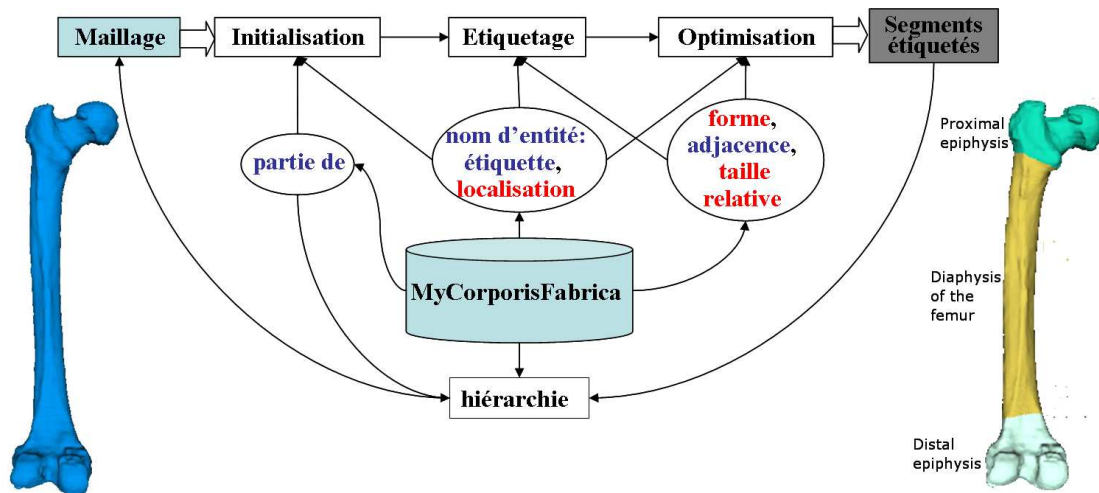 Maillage
Initialisation
Etiquetage
Optimisation
Segments
étiquetés
partie de
nom d'entité:
étiquette,
localisation
forme,
adjacence,
taille
relative
MyCorporisFabrica
hiérarchie
Proximal
epiphysis
Diaphysis
of the
femur
Distal
epiphysis